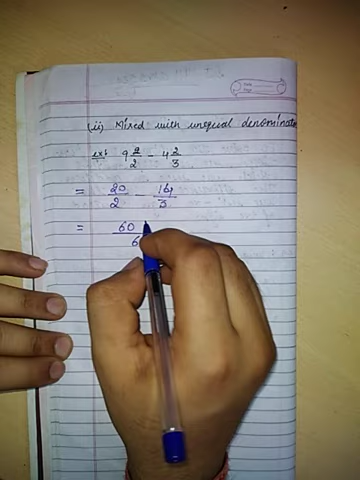 (ii) Mixed with unequal denominator
ex: 9 2/2 - 4 2/3
= 20/2 - 14/3
= 60/6